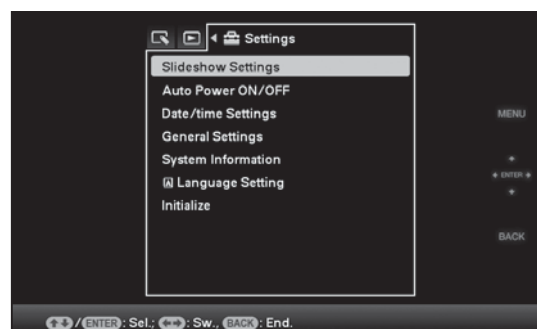 Settings
Slideshow Settings
Auto Power ON/OFF
Date/time Settings
General Settings
System Information
A Language Setting
Initialize
MENU
ENTER
BACK
/ENTER: Sel.; : Sw., BACK: End.